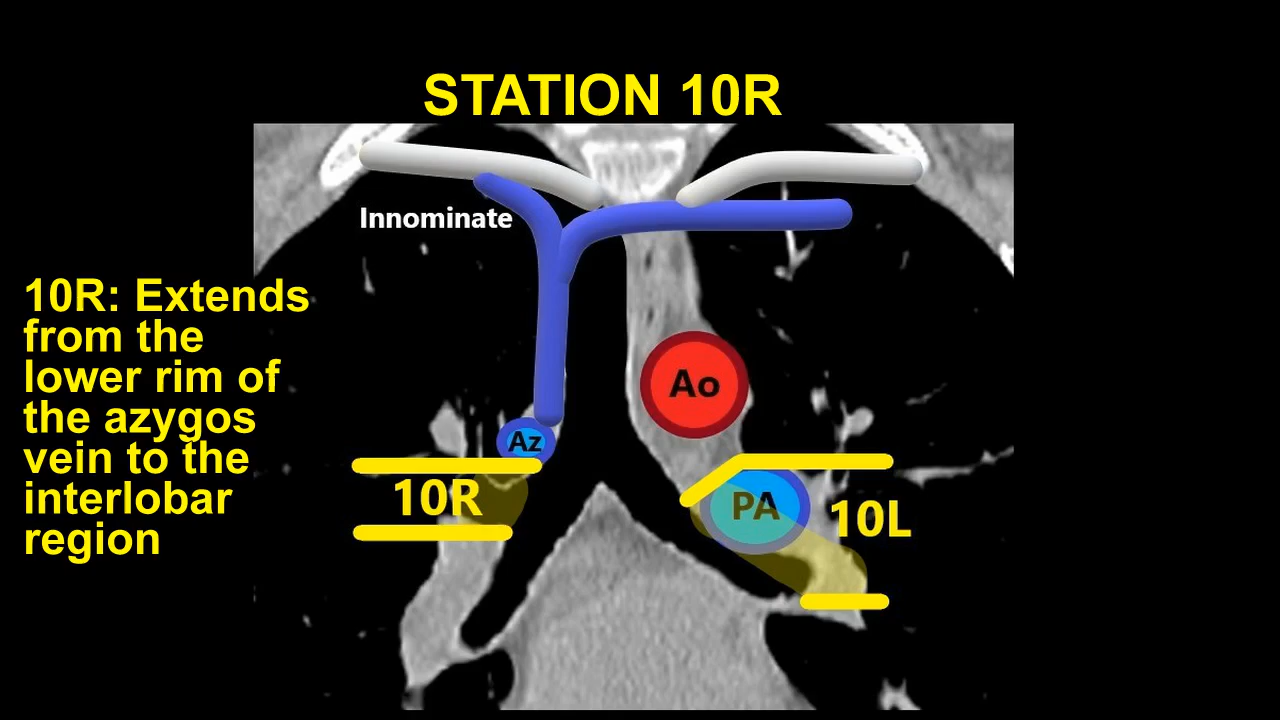 STATION 10R
Innominate
10R: Extends
from the
lower rim of
the azygos
vein to the
interlobar
region
Ao
Az
10R
PA
10L